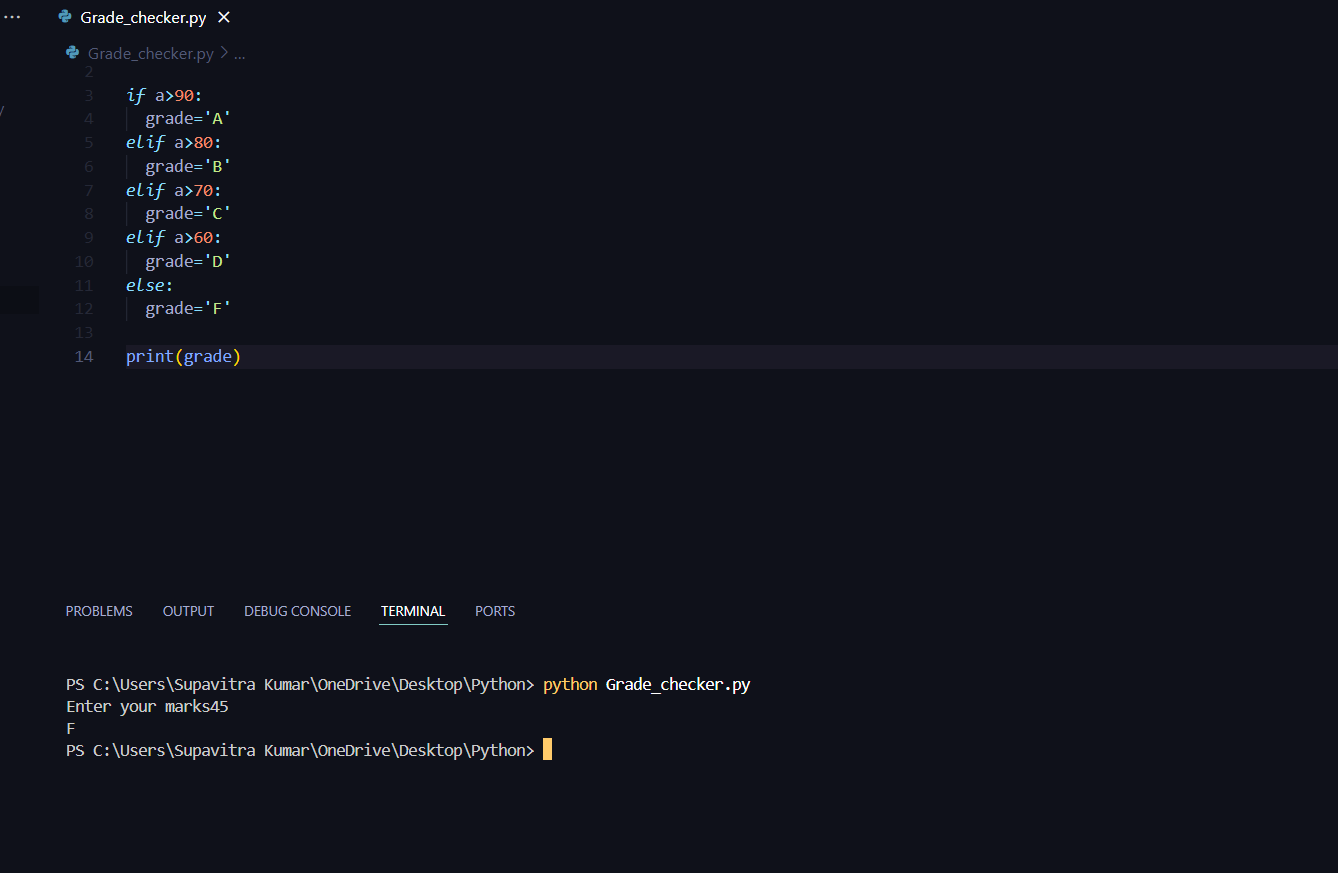 ... Grade_checker.py ×
Grade_checker.py > ...
2
3 if a>90:
4 grade='A'
5 elif a>80:
6 grade='B'
7 elif a>70:
8 grade='C'
9 elif a>60:
10 grade='D'
11 else:
12 grade='F'
13
14 print(grade)
PROBLEMS OUTPUT DEBUG CONSOLE TERMINAL PORTS
PS C:\Users\Supavitra Kumar\OneDrive\Desktop\Python> python Grade_checker.py
Enter your marks45
F
PS C:\Users\Supavitra Kumar\OneDrive\Desktop\Python>